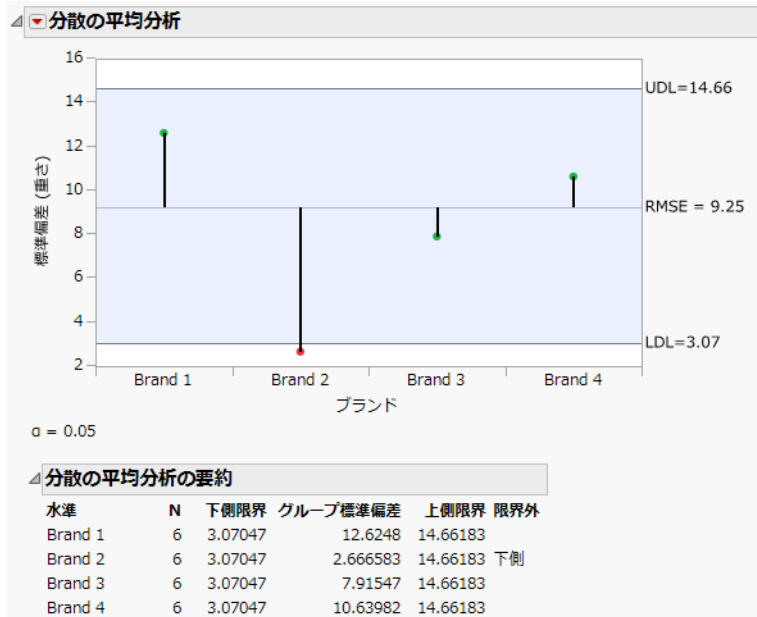 分散の平均分析
16
14
12
10
8
6
4
2
標準偏差 (重さ)
UDL=14.66
RMSE = 9.25
LDL=3.07
Brand 1 Brand 2 Brand 3 Brand 4
ブランド
α = 0.05
分散の平均分析の要約
水準 N 下側限界 グループ標準偏差 上側限界 限界外
Brand 1 6 3.07047 12.6248 14.66183
Brand 2 6 3.07047 2.666583 14.66183 下側
Brand 3 6 3.07047 7.91547 14.66183
Brand 4 6 3.07047 10.63982 14.66183